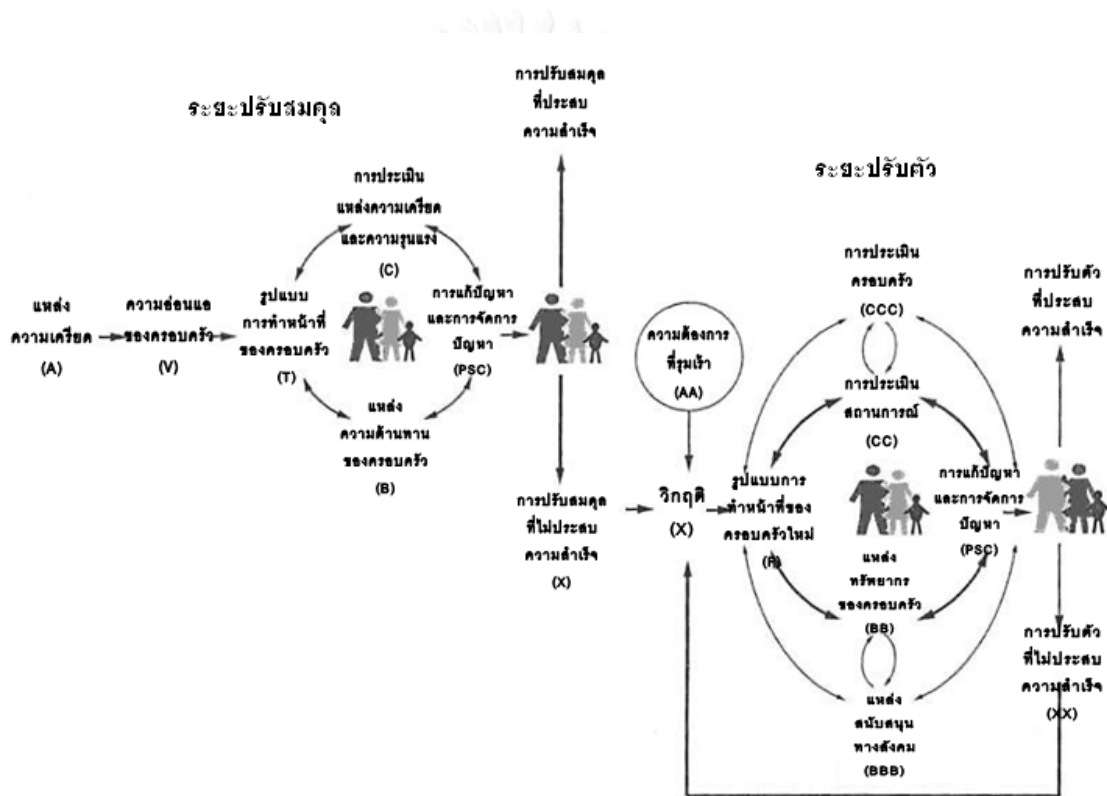 ระยะปรับสมดุล
การปรับสมดุล
ที่ประสบ
ความสำเร็จ
การประเมิน
แหล่งความเครียด
และความรุนแรง
(C)
แหล่ง
ความเครียด
(A)
ความอ่อนแอ
ของครอบครัว
(V)
รูปแบบ
การทำหน้าที่
ของครอบครัว
(T)
การแก้ปัญหา
และการจัดการ
ปัญหา
(PSC)
แหล่ง
ความต้านทาน
ของครอบครัว
(B)
การปรับสมดุล
ที่ไม่ประสบ
ความสำเร็จ
(X)
ระยะปรับตัว
ความต้องการ
ที่รุมเร้า
(AA)
วิกฤติ
(X)
การประเมิน
ครอบครัว
(CCC)
การประเมิน
สถานการณ์
(CC)
รูปแบบการ
ทำหน้าที่ของ
ครอบครัวใหม่
การแก้ปัญหา
และการจัดการ
ปัญหา
(PSC)
แหล่ง
ทรัพยากร
ของครอบครัว
(BB)
แหล่ง
สนับสนุน
ทางสังคม
(BBB)
การปรับตัว
ที่ประสบ
ความสำเร็จ
การปรับตัว
ที่ไม่ประสบ
ความสำเร็จ
(XX)